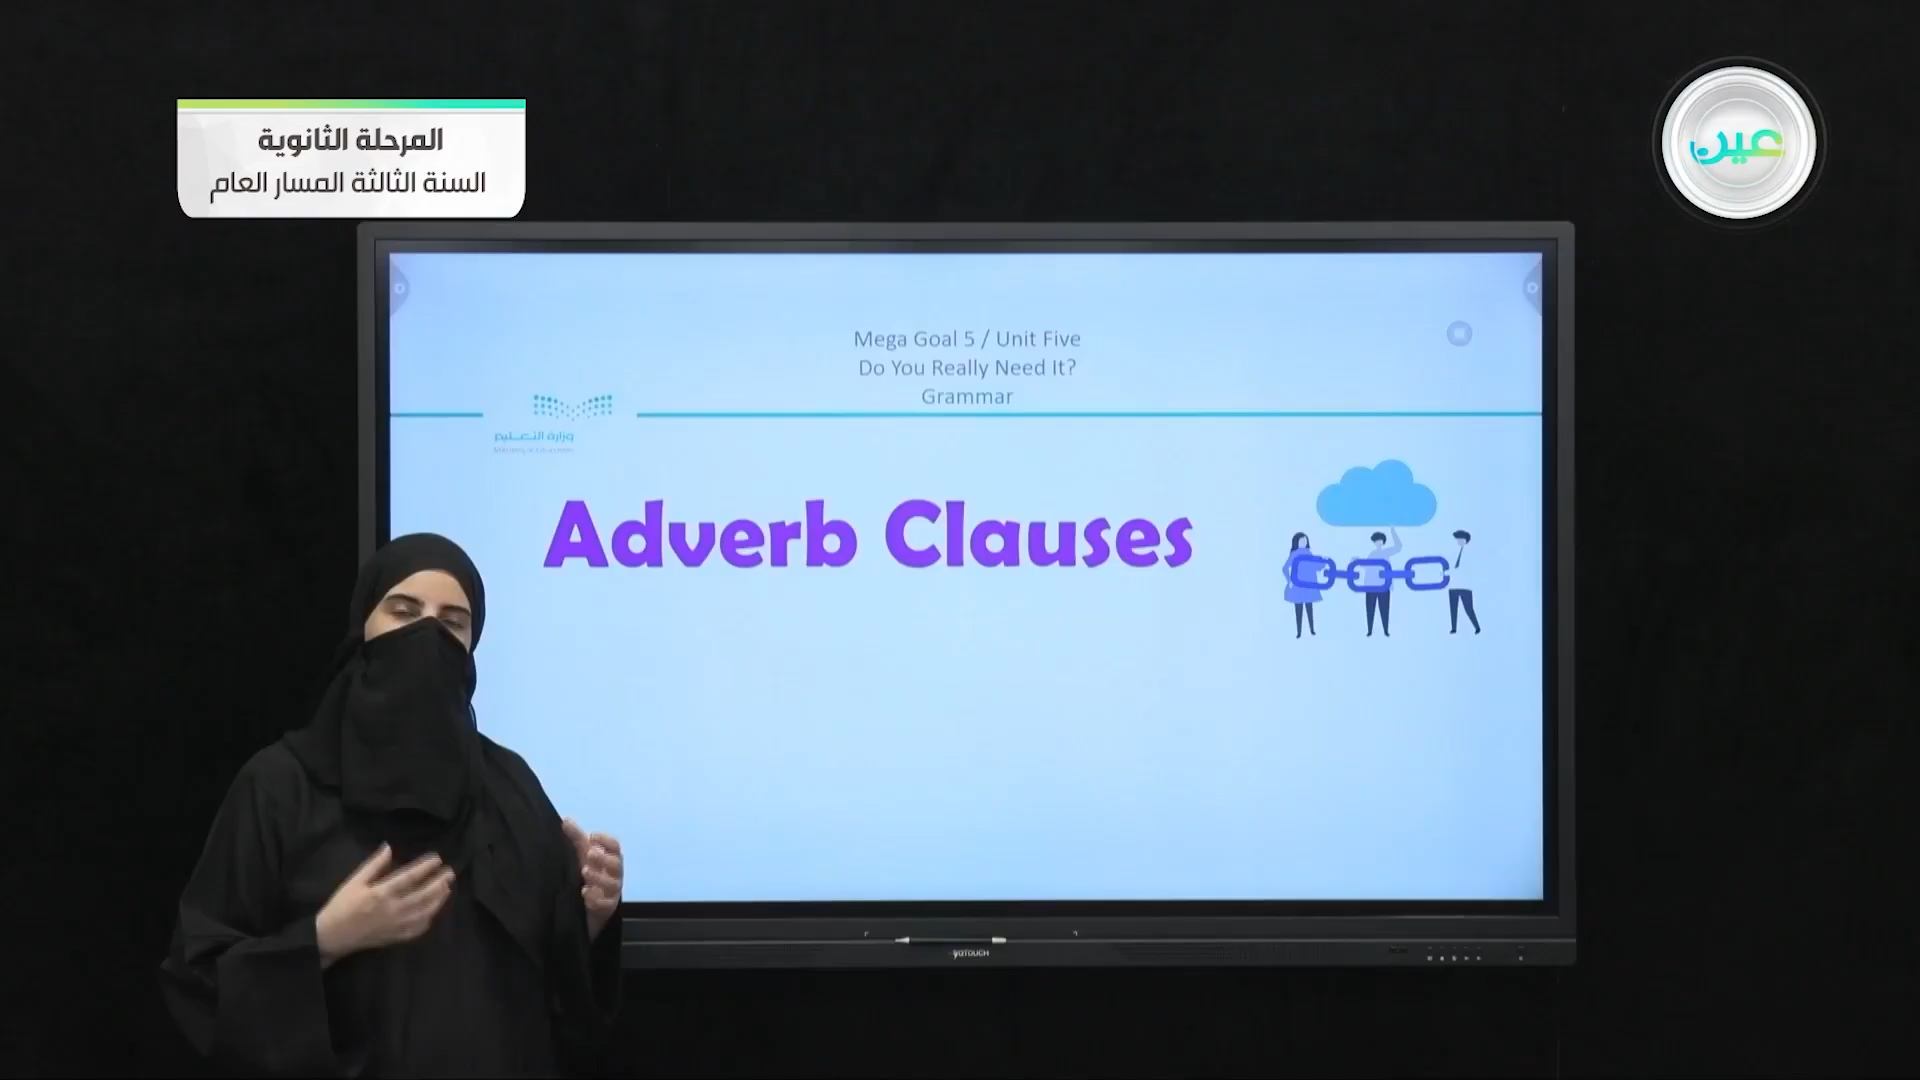 المرحلة الثانوية
السنة الثالثة المسار العام
عين
Mega Goal 5 / Unit Five
Do You Really Need It?
Grammar
وزارة التعليم
Adverb Clauses